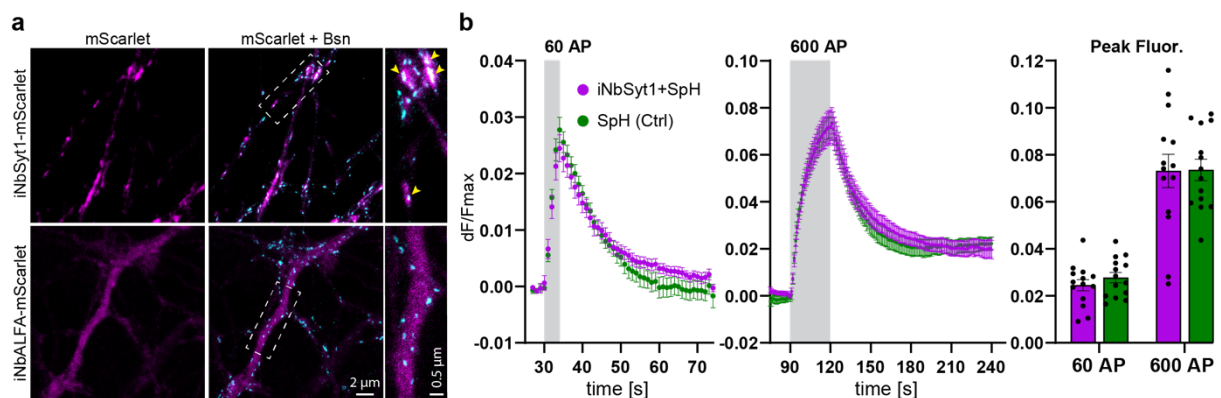 a
mScarlet
mScarlet + Bsn
iNbSyt1-mScarlet
iNbALFA-mScarlet
2 µm
0.5 µm
b
60 AP
dF/Fmax
0.04
0.03
0.02
0.01
0.00
-0.01
30 40 50 60 70
time [s]
iNbSyt1+SpH
SpH (Ctrl)
600 AP
0.10
0.08
0.06
0.04
0.02
-0.00
-0.02
90 120 150 180 210 240
time [s]
Peak Fluor.
0.12
0.10
0.08
0.06
0.04
0.02
0.00
60 AP
600 AP